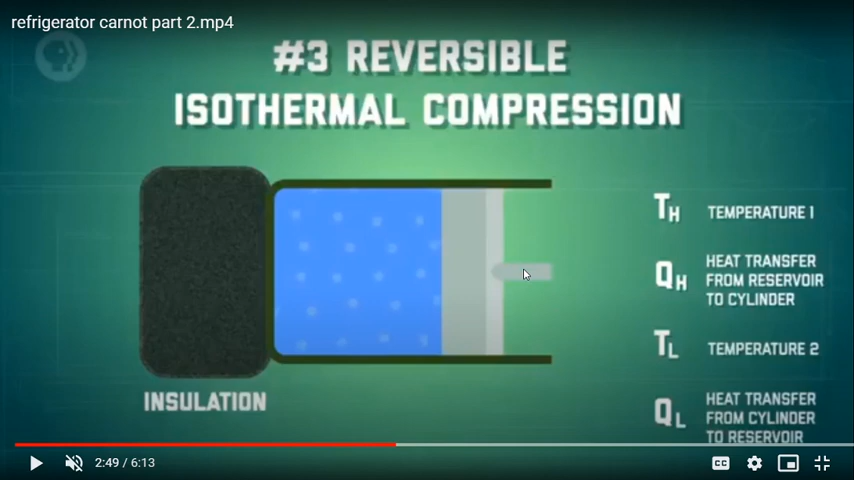 refrigerator carnot part 2.mp4
#3 REVERSIBLE
ISOTHERMAL COMPRESSION
TH TEMPERATURE 1
QH HEAT TRANSFER
FROM RESERVOIR
TO CYLINDER
TL TEMPERATURE 2
INSULATION
QL HEAT TRANSFER
FROM CYLINDER
TO RESERVOIR
2:49 / 6:13
CC